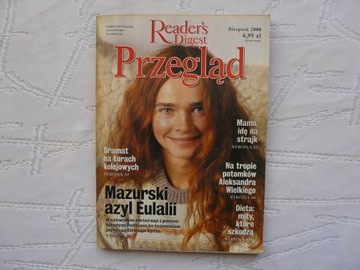 Reader's
Digest
Sierpień 2000
6,95 zł
Przegląd
Mamo,
idę na
strajk
Dramat
na torach
kolejowych
Na tropie
potomków
Aleksandra
Wielkiego
Mazurski
azyl Eulalii
Dieta:
mity,
które
szkodzą